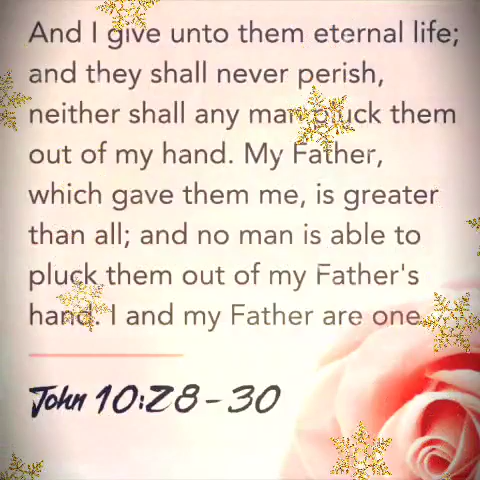 And I give unto them eternal life;
and they shall never perish,
neither shall any man pluck them
out of my hand. My Father,
which gave them me, is greater
than all; and no man is able to
pluck them out of my Father's
hand. I and my Father are one.
John 10:28-30